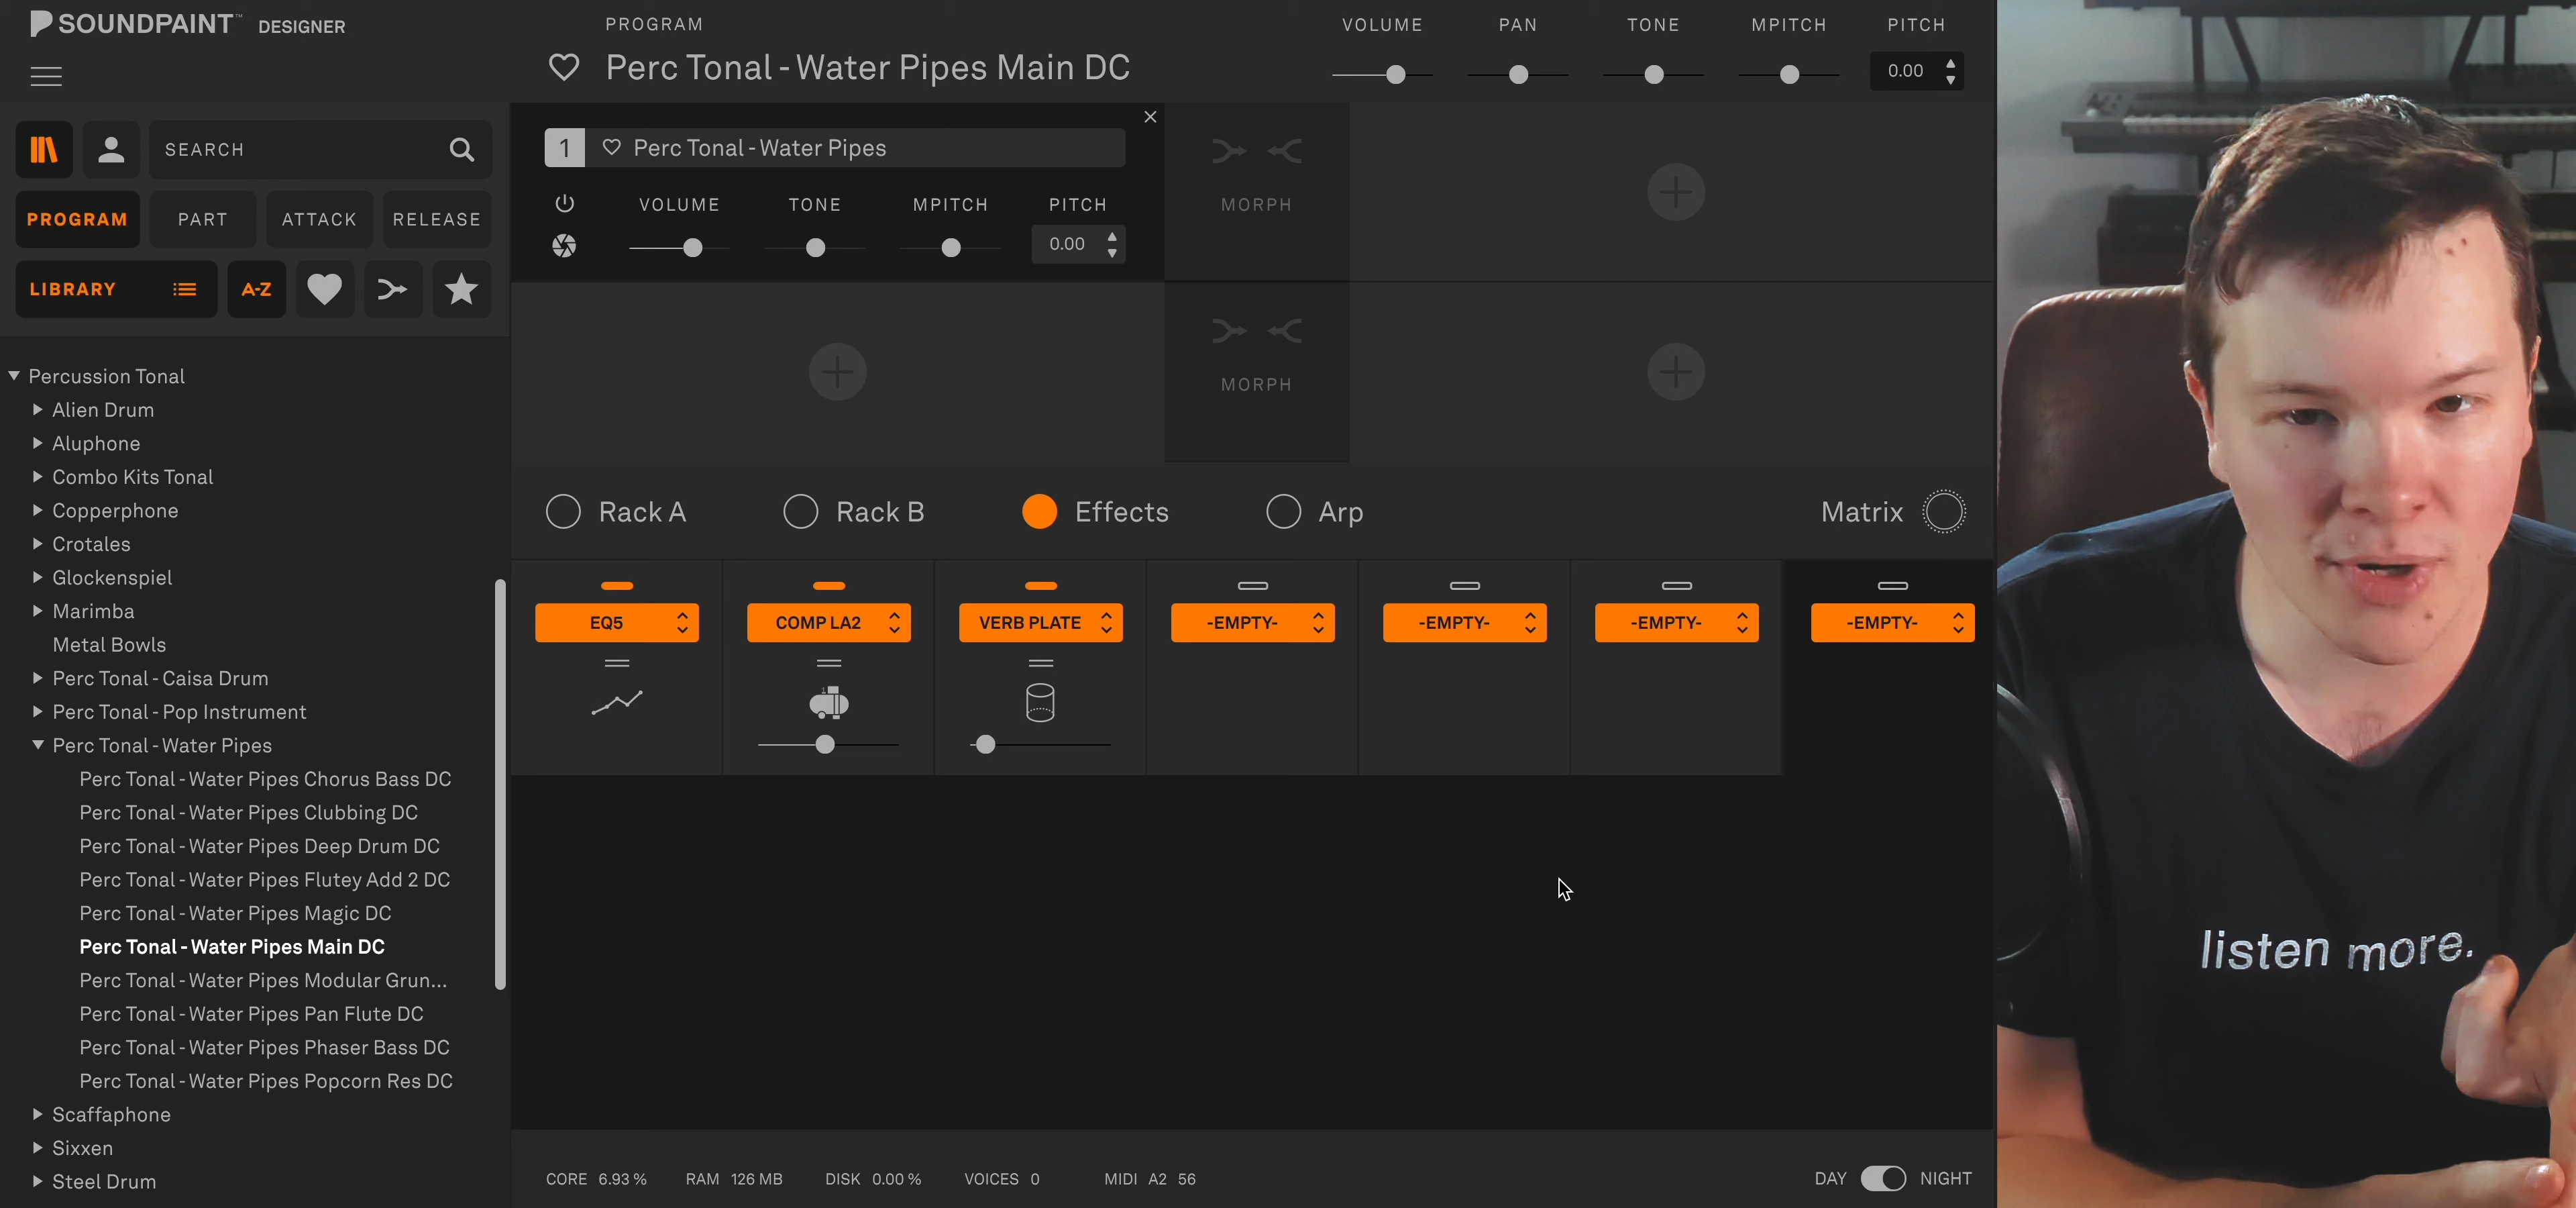 SOUNDPAINT™ DESIGNER
SEARCH
PROGRAM PART ATTACK RELEASE
LIBRARY A-Z
Percussion Tonal
Alien Drum
Aluphone
Combo Kits Tonal
Copperphone
Crotales
Glockenspiel
Marimba
Metal Bowls
Perc Tonal - Caisa Drum
Perc Tonal - Pop Instrument
Perc Tonal - Water Pipes
Perc Tonal - Water Pipes Chorus Bass DC
Perc Tonal - Water Pipes Clubbing DC
Perc Tonal - Water Pipes Deep Drum DC
Perc Tonal - Water Pipes Flutey Add 2 DC
Perc Tonal - Water Pipes Magic DC
Perc Tonal - Water Pipes Main DC
Perc Tonal - Water Pipes Modular Grun...
Perc Tonal - Water Pipes Pan Flute DC
Perc Tonal - Water Pipes Phaser Bass DC
Perc Tonal - Water Pipes Popcorn Res DC
Scaffaphone
Sixxen
Steel Drum
PROGRAM
Perc Tonal - Water Pipes Main DC
VOLUME PAN TONE MPITCH PITCH
0.00
1 Perc Tonal - Water Pipes
VOLUME TONE MPITCH PITCH
0.00
MORPH
MORPH
Rack A Rack B Effects Arp Matrix
EQ5 COMP LA2 VERB PLATE -EMPTY- -EMPTY- -EMPTY- -EMPTY-
CORE 6.93 % RAM 126 MB DISK 0.00 % VOICES 0 MIDI A2 56
DAY NIGHT
listen more.